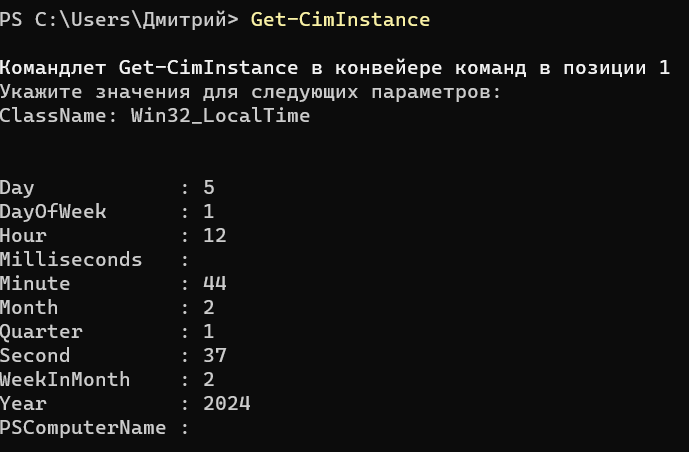 PS C:\Users\Дмитрий> Get-CimInstance
Командлет Get-CimInstance в конвейере команд в позиции 1
Укажите значения для следующих параметров:
ClassName: Win32_LocalTime
Day : 5
DayOfWeek : 1
Hour : 12
Milliseconds :
Minute : 44
Month : 2
Quarter : 1
Second : 37
WeekInMonth : 2
Year : 2024
PSComputerName :